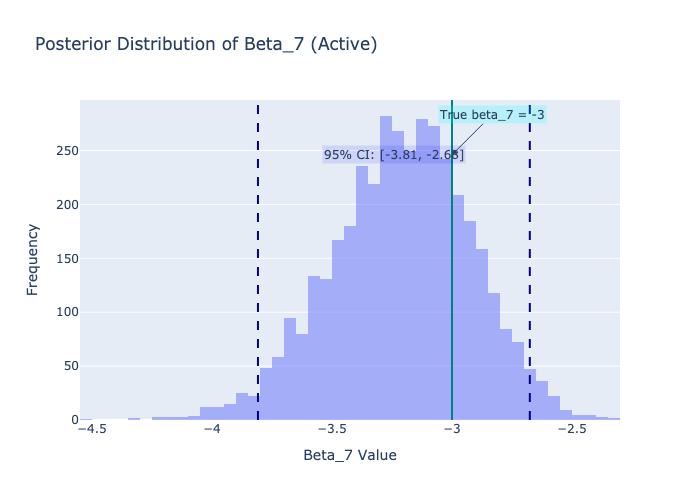 Posterior Distribution of Beta_7 (Active)
True beta_7 = -3
95% CI: [-3.81, -2.68]
250
200
150
100
50
0
Frequency
−4.5 −4 −3.5 −3 −2.5
Beta_7 Value